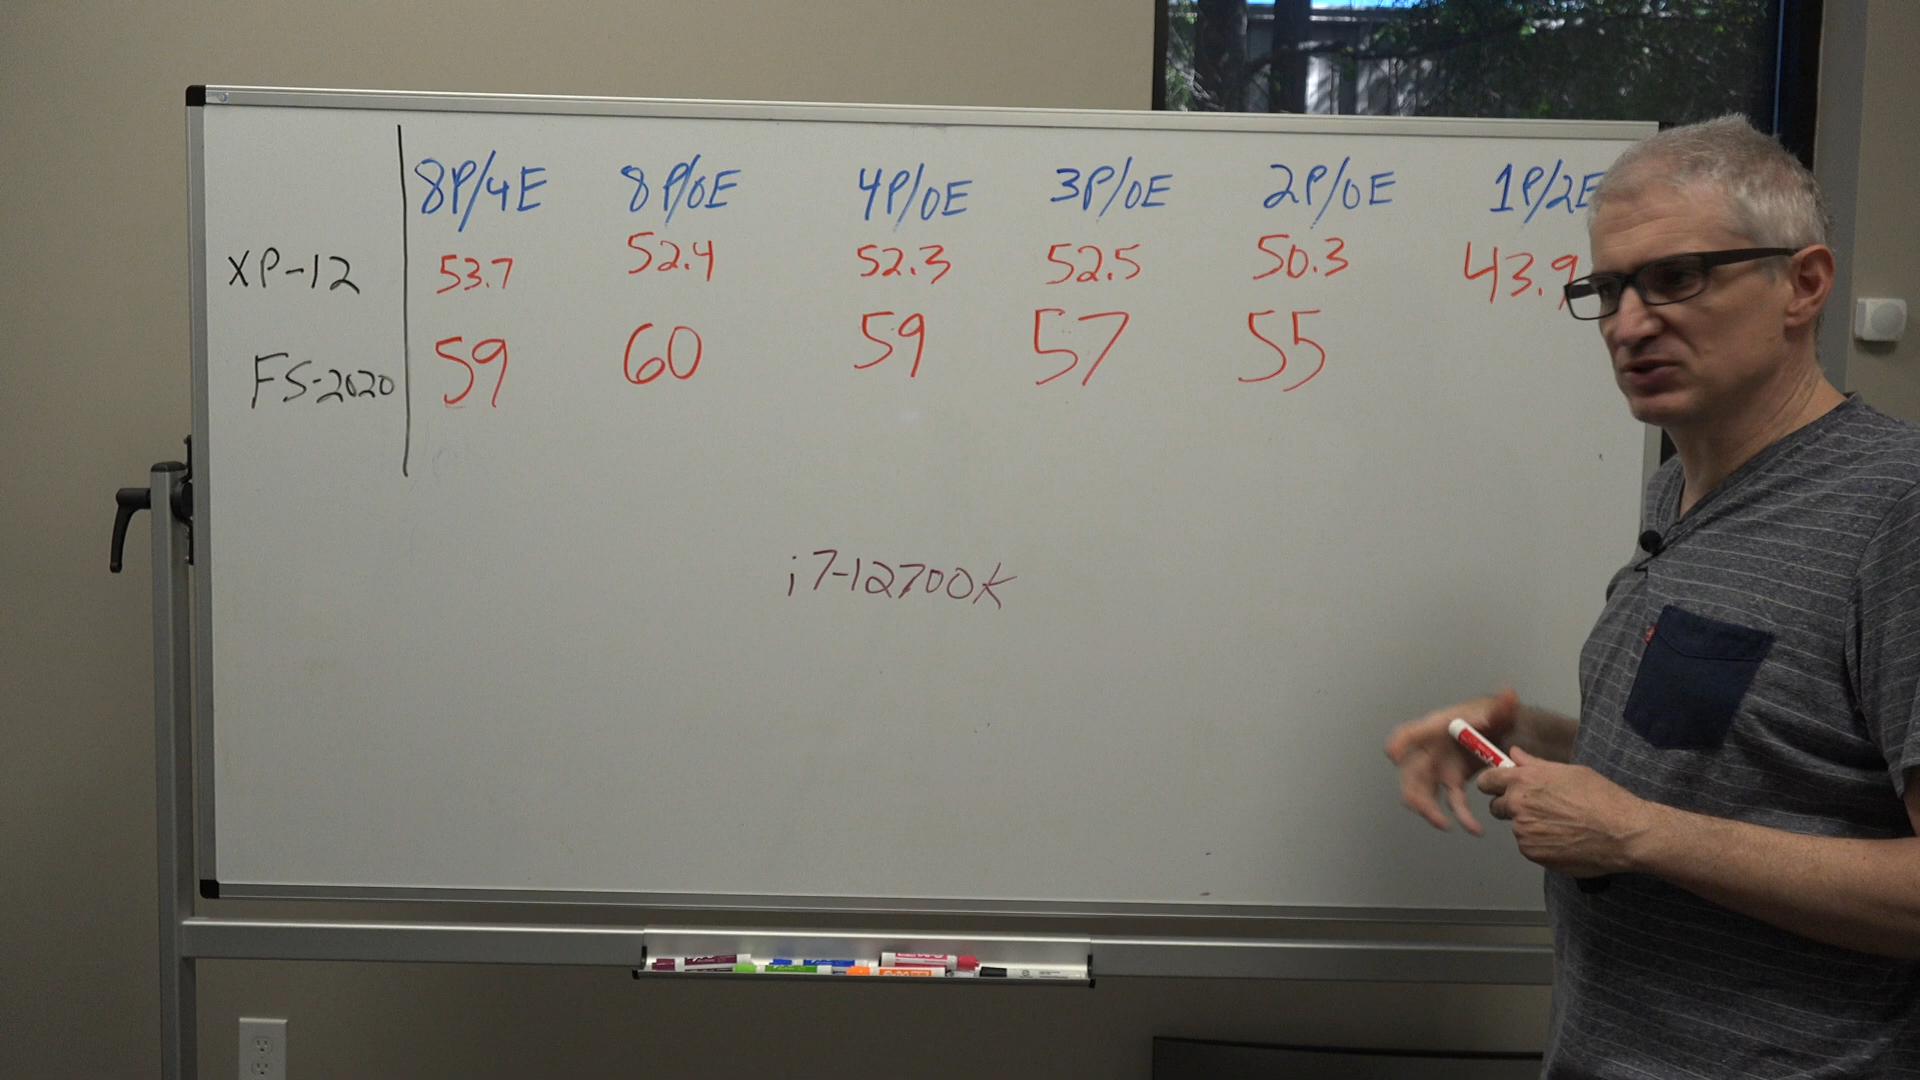 8P/4E 8P/0E 4P/0E 3P/0E 2P/0E 1P/2E
XP-12 53.7 52.4 52.3 52.5 50.3 43.9
FS-2020 59 60 59 57 55
i7-12700K